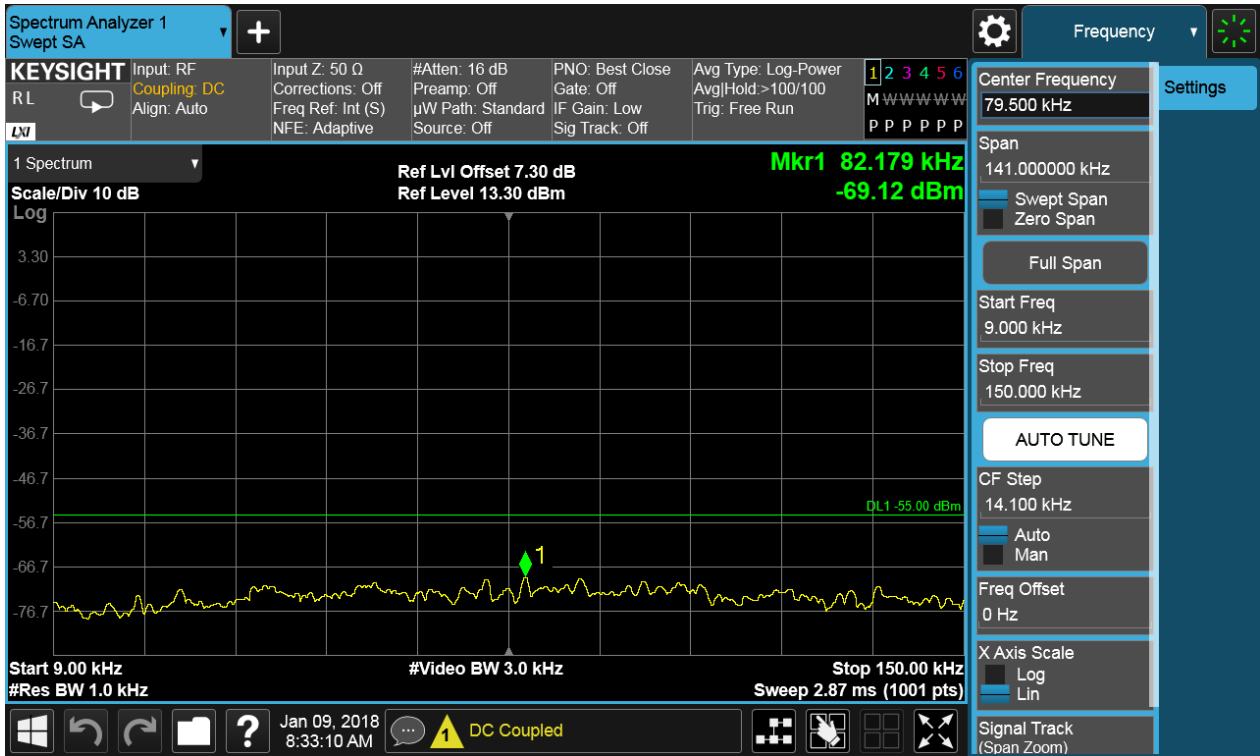 Spectrum Analyzer 1
Swept SA
Frequency
KEYSIGHT
RL
LXI
Input: RF
Coupling: DC
Align: Auto
Input Z: 50 Ω
Corrections: Off
Freq Ref: Int (S)
NFE: Adaptive
#Atten: 16 dB
Preamp: Off
µW Path: Standard
Source: Off
PNO: Best Close
Gate: Off
IF Gain: Low
Sig Track: Off
Avg Type: Log-Power
Avg|Hold:>100/100
Trig: Free Run
1 2 3 4 5 6
M W W W W W
P P P P P P
1 Spectrum
Scale/Div 10 dB
Ref Lvl Offset 7.30 dB
Ref Level 13.30 dBm
Mkr1 82.179 kHz
-69.12 dBm
Log
3.30
-6.70
-16.7
-26.7
-36.7
-46.7
-56.7
-66.7
-76.7
DL1 -55.00 dBm
1
Start 9.00 kHz
#Res BW 1.0 kHz
#Video BW 3.0 kHz
Stop 150.00 kHz
Sweep 2.87 ms (1001 pts)
Center Frequency
79.500 kHz
Span
141.000000 kHz
Swept Span
Zero Span
Full Span
Start Freq
9.000 kHz
Stop Freq
150.000 kHz
AUTO TUNE
CF Step
14.100 kHz
Auto
Man
Freq Offset
0 Hz
X Axis Scale
Log
Lin
Signal Track
(Span Zoom)
Settings
?
Jan 09, 2018
8:33:10 AM
1
DC Coupled